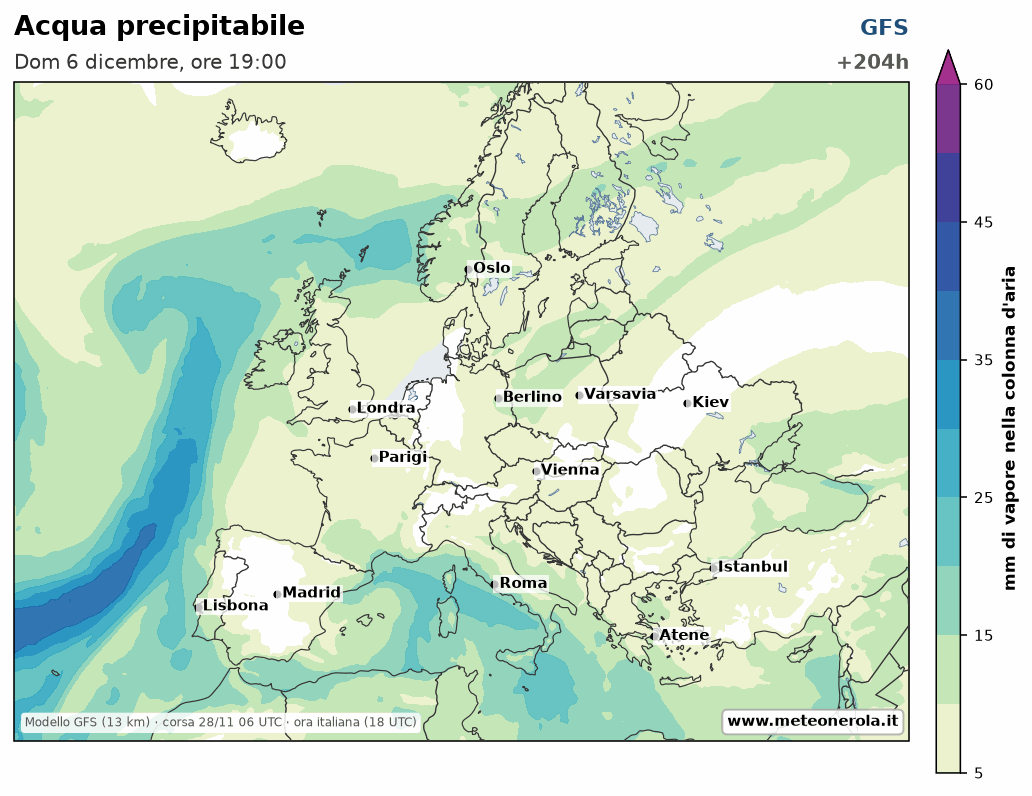 Acqua precipitabile
GFS
Dom 6 dicembre, ore 19:00
+204h
60
45
35
25
15
5
mm di vapore nella colonna d'aria
Oslo
Berlino
Varsavia
Kiev
Londra
Parigi
Vienna
Istanbul
Roma
Madrid
Lisbona
Atene
Modello GFS (13 km) · corsa 28/11 06 UTC · ora italiana (18 UTC)
www.meteonerola.it